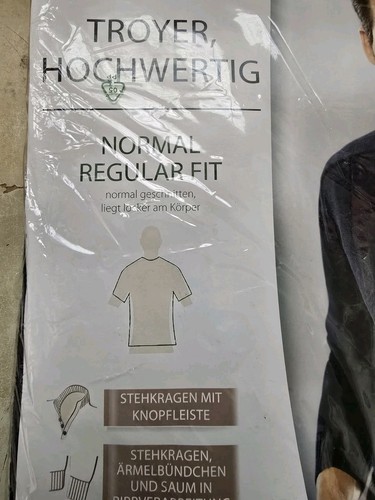 TROYER,
HOCHWERTIG
NORMAL
REGULAR FIT
normal geschnitten,
liegt locker am Körper
STEHKRAGEN MIT
KNOPFLEISTE
STEHKRAGEN,
ÄRMELBÜNDCHEN
UND SAUM IN
RIPPVERARBEITUNG